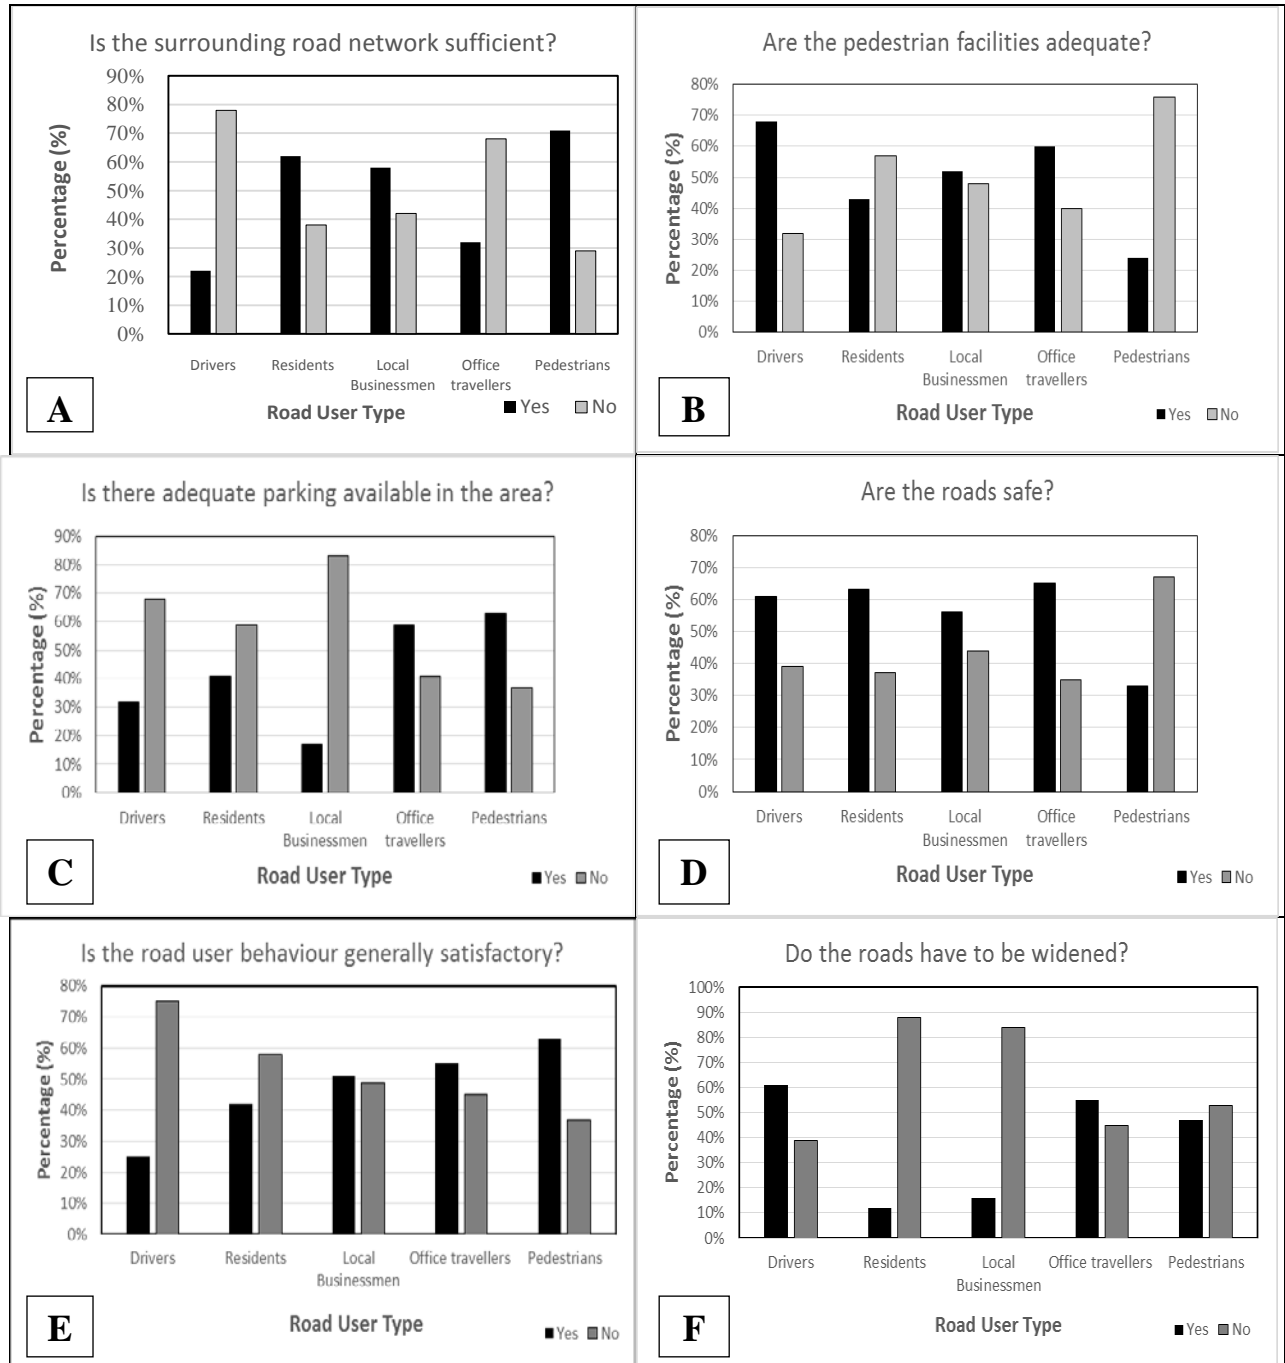 Is the surrounding road network sufficient?
90%
80%
70%
60%
50%
40%
30%
20%
10%
0%
Percentage (%)
Drivers Residents Local Businessmen Office travellers Pedestrians
Road User Type
Yes No
A
Are the pedestrian facilities adequate?
80%
70%
60%
50%
40%
30%
20%
10%
0%
Percentage (%)
Drivers Residents Local Businessmen Office travellers Pedestrians
Road User Type
Yes No
B
Is there adequate parking available in the area?
90%
80%
70%
60%
50%
40%
30%
20%
10%
0%
Percentage (%)
Drivers Residents Local Businessmen Office travellers Pedestrians
Road User Type
Yes No
C
Are the roads safe?
80%
70%
60%
50%
40%
30%
20%
10%
0%
Percentage (%)
Drivers Residents Local Businessmen Office travellers Pedestrians
Road User Type
Yes No
D
Is the road user behaviour generally satisfactory?
80%
70%
60%
50%
40%
30%
20%
10%
0%
Percentage (%)
Drivers Residents Local Businessmen Office travellers Pedestrians
Road User Type
Yes No
E
Do the roads have to be widened?
100%
90%
80%
70%
60%
50%
40%
30%
20%
10%
0%
Percentage (%)
Drivers Residents Local Businessmen Office travellers Pedestrians
Road User Type
Yes No
F